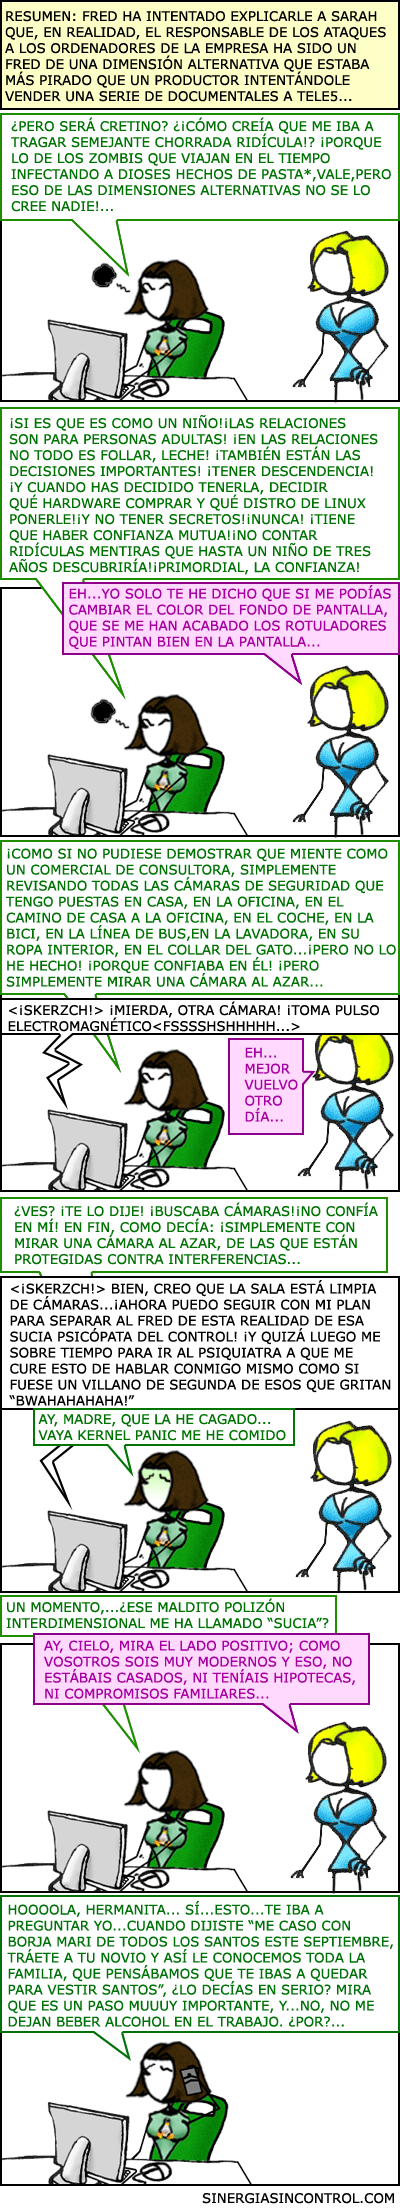 RESUMEN: FRED HA INTENTADO EXPLICARLE A SARAH
QUE, EN REALIDAD, EL RESPONSABLE DE LOS ATAQUES
A LOS ORDENADORES DE LA EMPRESA HA SIDO UN
FRED DE UNA DIMENSIÓN ALTERNATIVA QUE ESTABA
MÁS PIRADO QUE UN PRODUCTOR INTENTÁNDOLE
VENDER UNA SERIE DE DOCUMENTALES A TELE5...
¿PERO SERÁ CRETINO? ¿¡CÓMO CREÍA QUE ME IBA A
TRAGAR SEMEJANTE CHORRADA RIDÍCULA!? ¡PORQUE
LO DE LOS ZOMBIS QUE VIAJAN EN EL TIEMPO
INFECTANDO A DIOSES HECHOS DE PASTA*,VALE,PERO
ESO DE LAS DIMENSIONES ALTERNATIVAS NO SE LO
CREE NADIE!...
¡SI ES QUE ES COMO UN NIÑO!¡LAS RELACIONES
SON PARA PERSONAS ADULTAS! ¡EN LAS RELACIONES
NO TODO ES FOLLAR, LECHE! ¡TAMBIÉN ESTÁN LAS
DECISIONES IMPORTANTES! ¡TENER DESCENDENCIA!
¡Y CUANDO HAS DECIDIDO TENERLA, DECIDIR
QUÉ HARDWARE COMPRAR Y QUÉ DISTRO DE LINUX
PONERLE!¡Y NO TENER SECRETOS!¡NUNCA! ¡TIENE
QUE HABER CONFIANZA MUTUA!¡NO CONTAR
RIDÍCULAS MENTIRAS QUE HASTA UN NIÑO DE TRES
AÑOS DESCUBRIRÍA!¡PRIMORDIAL, LA CONFIANZA!
EH...YO SOLO TE HE DICHO QUE SI ME PODÍAS
CAMBIAR EL COLOR DEL FONDO DE PANTALLA,
QUE SE ME HAN ACABADO LOS ROTULADORES
QUE PINTAN BIEN EN LA PANTALLA...
¡COMO SI NO PUDIESE DEMOSTRAR QUE MIENTE COMO
UN COMERCIAL DE CONSULTORA, SIMPLEMENTE
REVISANDO TODAS LAS CÁMARAS DE SEGURIDAD QUE
TENGO PUESTAS EN CASA, EN LA OFICINA, EN EL
CAMINO DE CASA A LA OFICINA, EN EL COCHE, EN LA
BICI, EN LA LÍNEA DE BUS,EN LA LAVADORA, EN SU
ROPA INTERIOR, EN EL COLLAR DEL GATO...¡PERO NO LO
HE HECHO! ¡PORQUE CONFIABA EN ÉL! ¡PERO
SIMPLEMENTE MIRAR UNA CÁMARA AL AZAR...
<¡SKERZCH!> ¡MIERDA, OTRA CÁMARA! ¡TOMA PULSO
ELECTROMAGNÉTICO<FSSSSHSHHHHH...>
EH...
MEJOR
VUELVO
OTRO
DÍA...
¿VES? ¡TE LO DIJE! ¡BUSCABA CÁMARAS!¡NO CONFÍA
EN MÍ! EN FIN, COMO DECÍA: ¡SIMPLEMENTE CON
MIRAR UNA CÁMARA AL AZAR, DE LAS QUE ESTÁN
PROTEGIDAS CONTRA INTERFERENCIAS...
<¡SKERZCH!> BIEN, CREO QUE LA SALA ESTÁ LIMPIA
DE CÁMARAS...¡AHORA PUEDO SEGUIR CON MI PLAN
PARA SEPARAR AL FRED DE ESTA REALIDAD DE ESA
SUCIA PSICÓPATA DEL CONTROL! ¡Y QUIZÁ LUEGO ME
SOBRE TIEMPO PARA IR AL PSIQUIATRA A QUE ME
CURE ESTO DE HABLAR CONMIGO MISMO COMO SI
FUESE UN VILLANO DE SEGUNDA DE ESOS QUE GRITAN
"BWAHAHAHAHA!"
AY, MADRE, QUE LA HE CAGADO...
VAYA KERNEL PANIC ME HE COMIDO
UN MOMENTO,...¿ESE MALDITO POLIZÓN
INTERDIMENSIONAL ME HA LLAMADO "SUCIA"?
AY, CIELO, MIRA EL LADO POSITIVO; COMO
VOSOTROS SOIS MUY MODERNOS Y ESO, NO
ESTÁBAIS CASADOS, NI TENÍAIS HIPOTECAS,
NI COMPROMISOS FAMILIARES...
HOOOOLA, HERMANITA... SÍ...ESTO...TE IBA A
PREGUNTAR YO...CUANDO DIJISTE "ME CASO CON
BORJA MARI DE TODOS LOS SANTOS ESTE SEPTIEMBRE,
TRÁETE A TU NOVIO Y ASÍ LE CONOCEMOS TODA LA
FAMILIA, QUE PENSÁBAMOS QUE TE IBAS A QUEDAR
PARA VESTIR SANTOS", ¿LO DECÍAS EN SERIO? MIRA
QUE ES UN PASO MUUUY IMPORTANTE, Y...NO, NO ME
DEJAN BEBER ALCOHOL EN EL TRABAJO. ¿POR?...
SINERGIASINCONTROL.COM